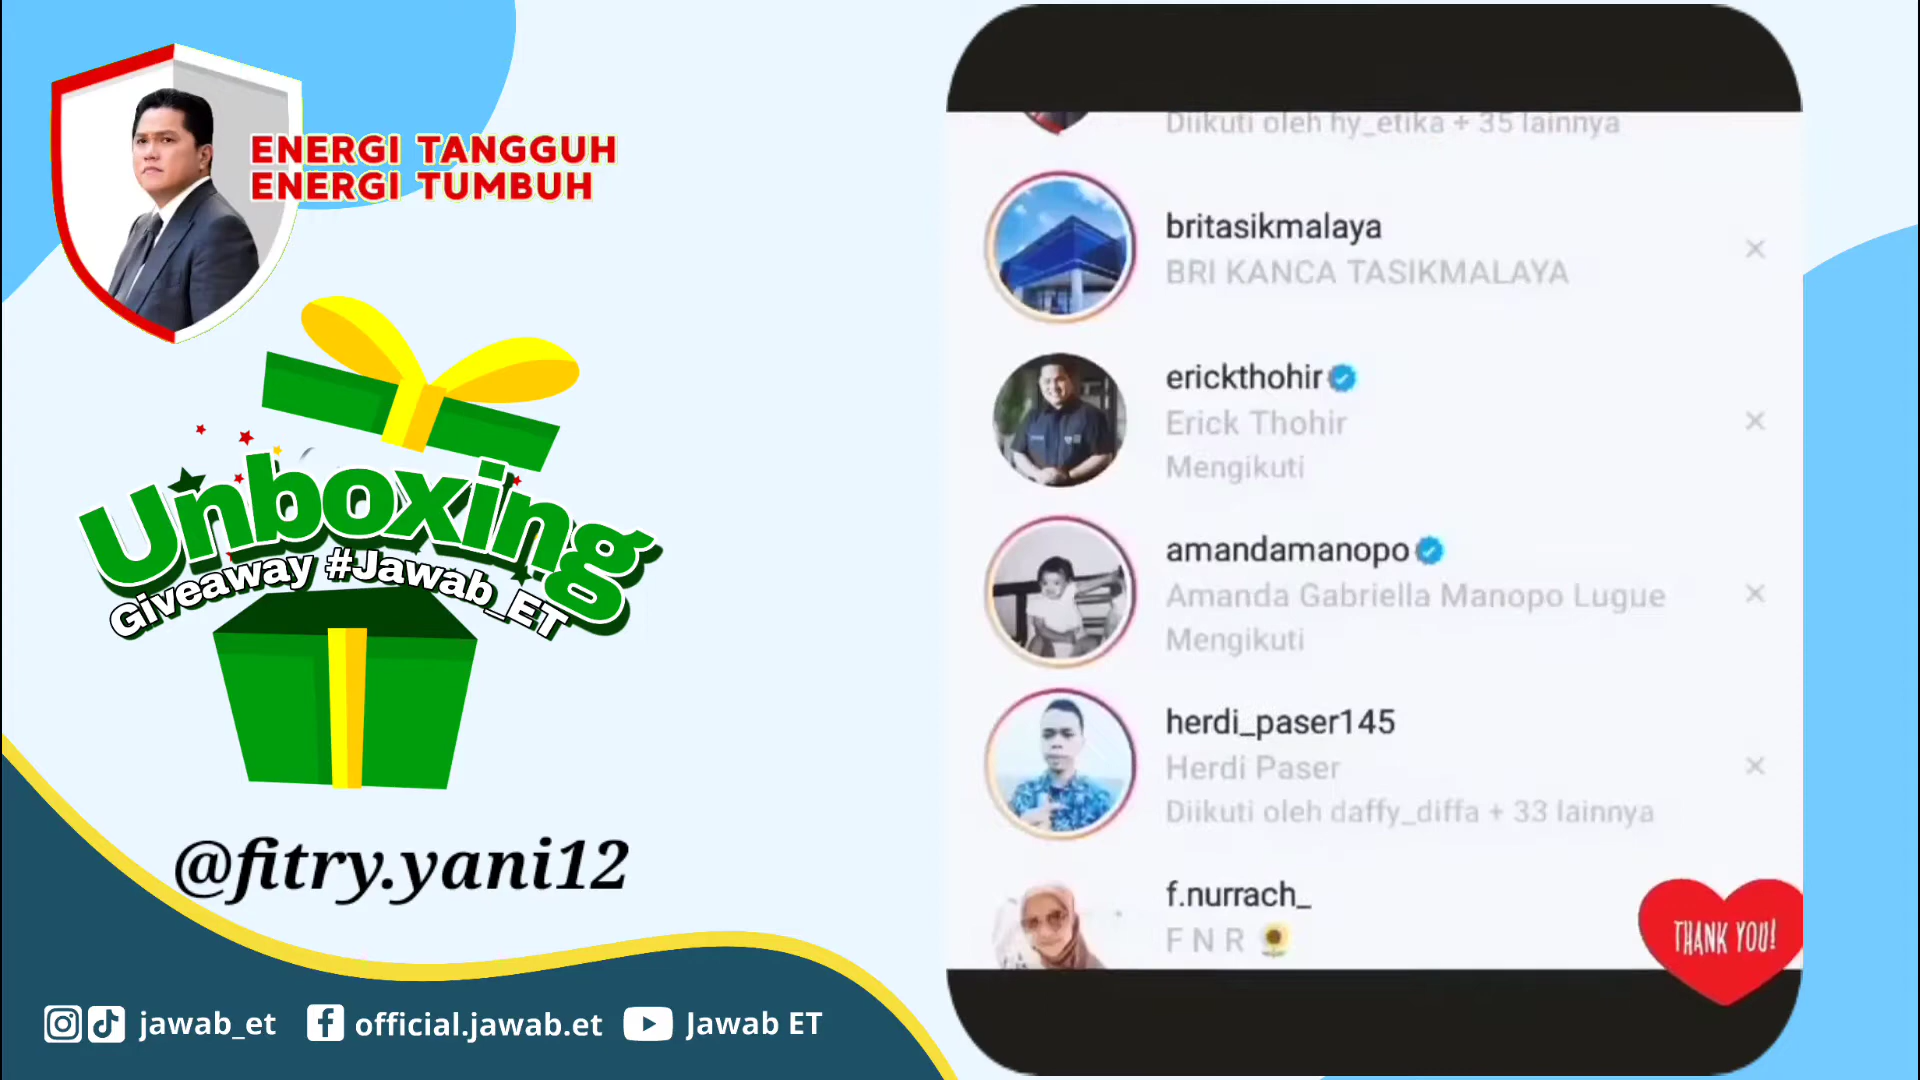 ENERGI TANGGUH
ENERGI TUMBUH
Unboxing
Giveaway #Jawab_ET
@fitry.yani12
jawab_et
official.jawab.et
Jawab ET
Diikuti oleh hy_etika + 35 lainnya
britasikmalaya
BRI KANCA TASIKMALAYA
erickthohir
Erick Thohir
Mengikuti
amandamanopo
Amanda Gabriella Manopo Lugue
Mengikuti
herdi_paser145
Herdi Paser
Diikuti oleh daffy_diffa + 33 lainnya
f.nurrach_
F N R 🌻
THANK YOU!